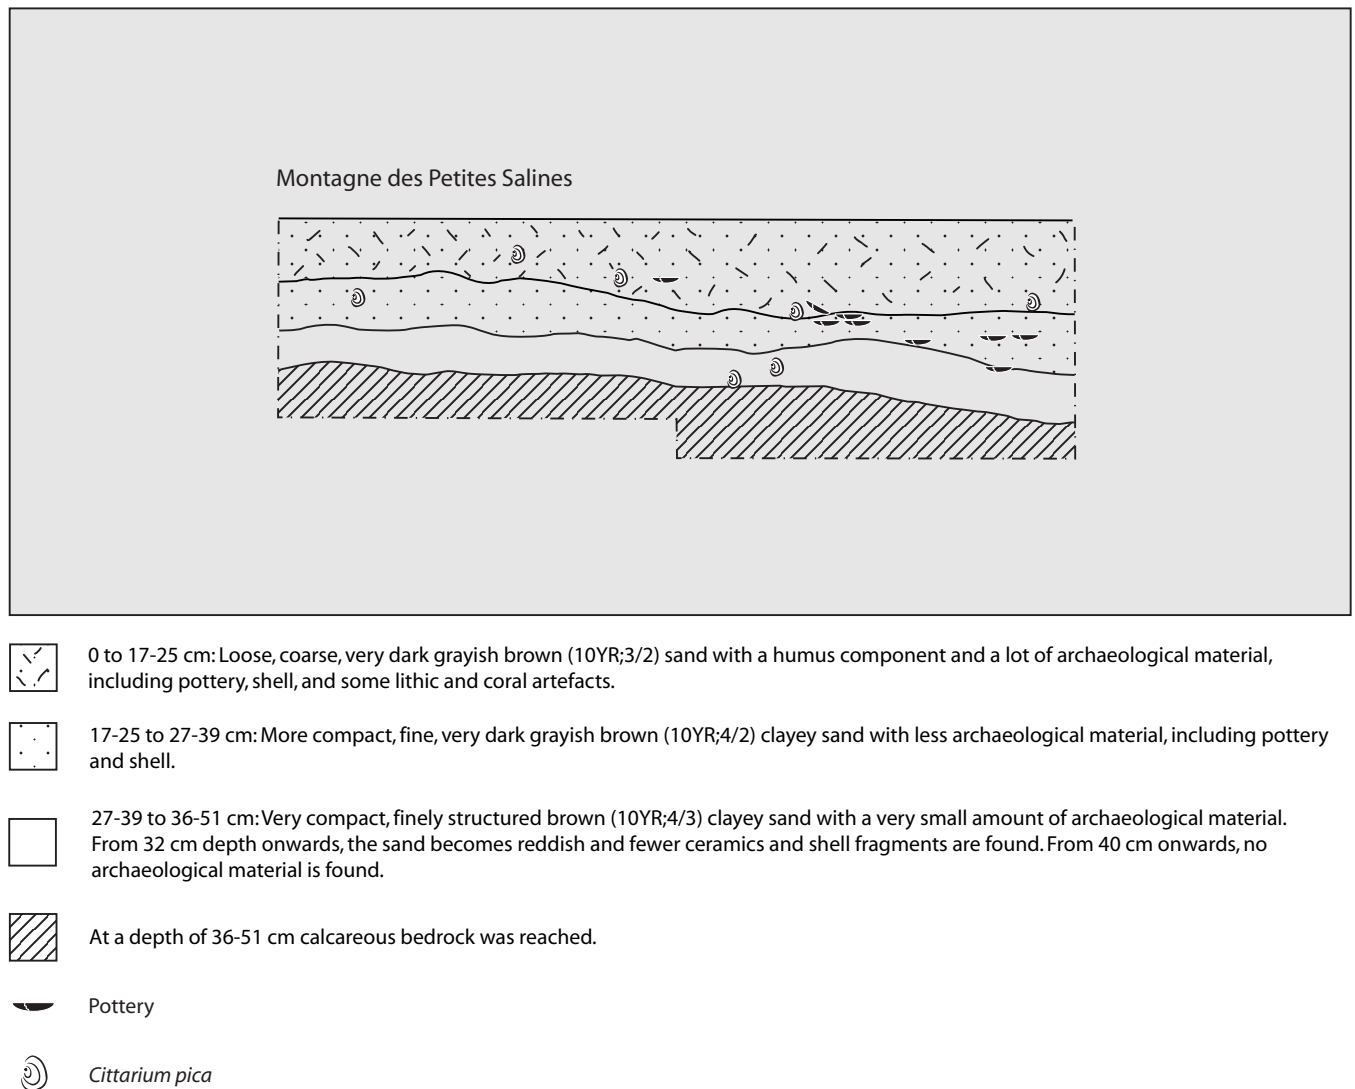 Montagne des Petites Salines
0 to 17-25 cm: Loose, coarse, very dark grayish brown (10YR;3/2) sand with a humus component and a lot of archaeological material,
including pottery, shell, and some lithic and coral artefacts.
17-25 to 27-39 cm: More compact, fine, very dark grayish brown (10YR;4/2) clayey sand with less archaeological material, including pottery
and shell.
27-39 to 36-51 cm: Very compact, finely structured brown (10YR;4/3) clayey sand with a very small amount of archaeological material.
From 32 cm depth onwards, the sand becomes reddish and fewer ceramics and shell fragments are found. From 40 cm onwards, no
archaeological material is found.
At a depth of 36-51 cm calcareous bedrock was reached.
Pottery
Cittarium pica